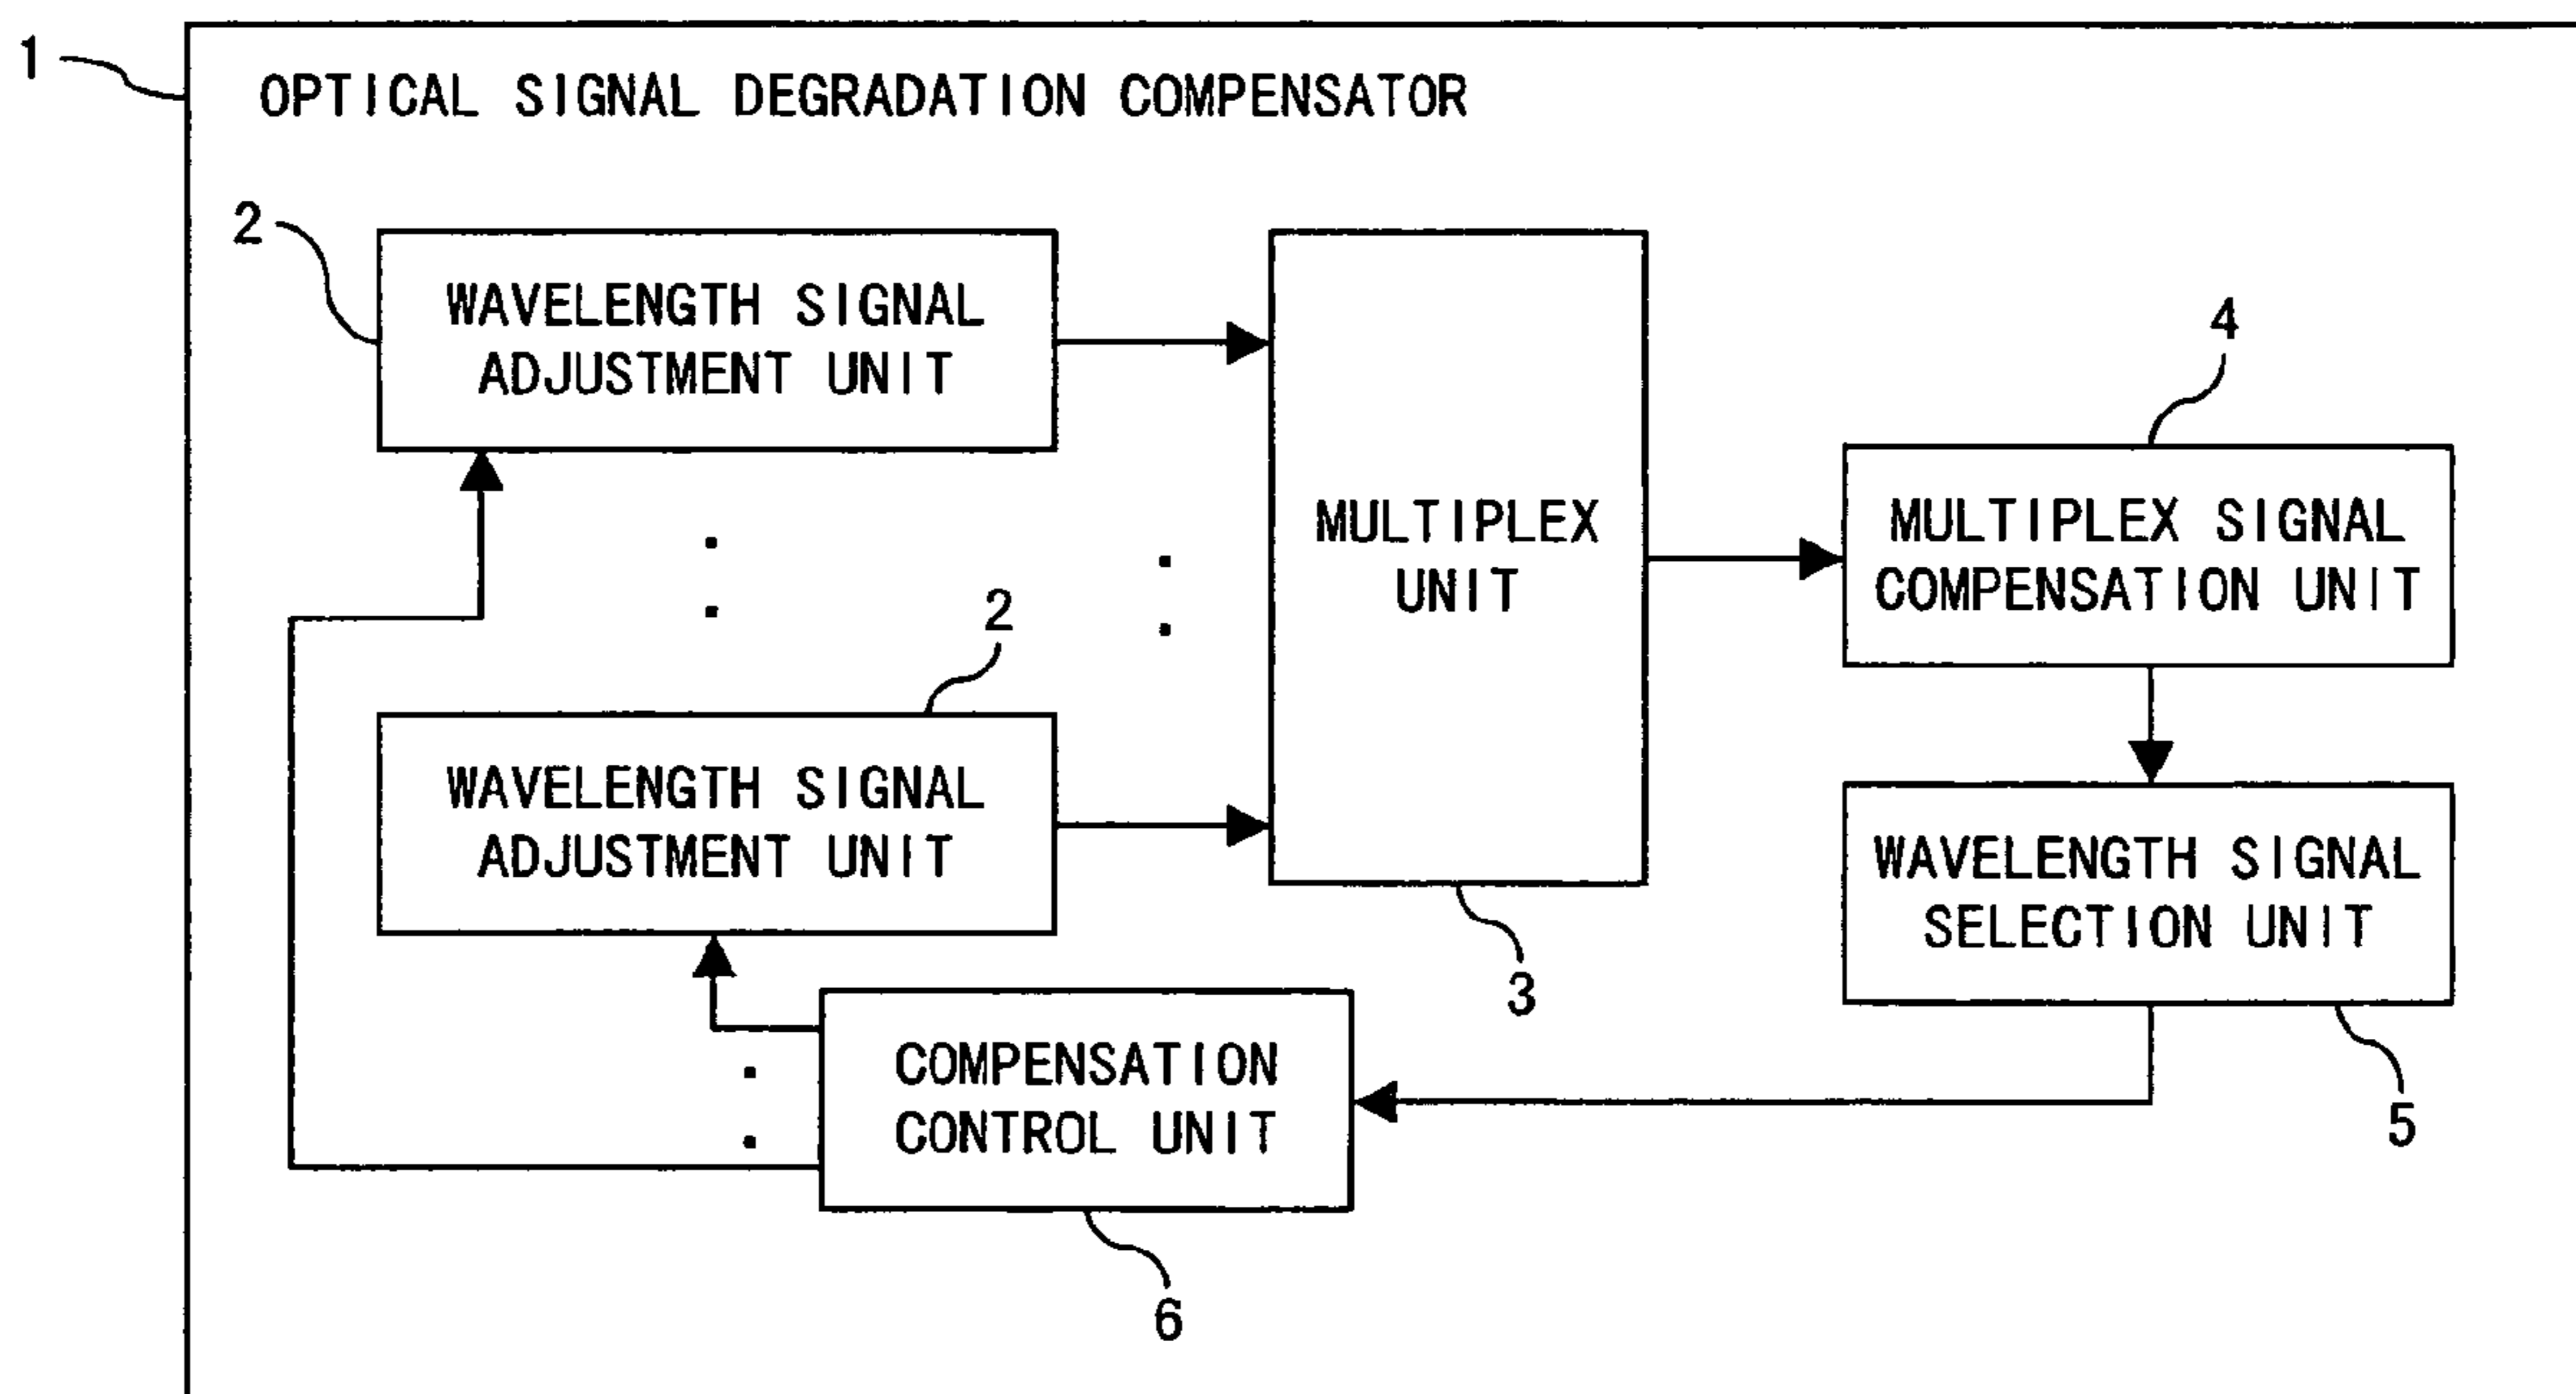 1
OPTICAL SIGNAL DEGRADATION COMPENSATOR
2
WAVELENGTH SIGNAL
ADJUSTMENT UNIT
4
MULTIPLEX
UNIT
MULTIPLEX SIGNAL
COMPENSATION UNIT
2
WAVELENGTH SIGNAL
ADJUSTMENT UNIT
WAVELENGTH SIGNAL
SELECTION UNIT
3
COMPENSATION
CONTROL UNIT
5
6